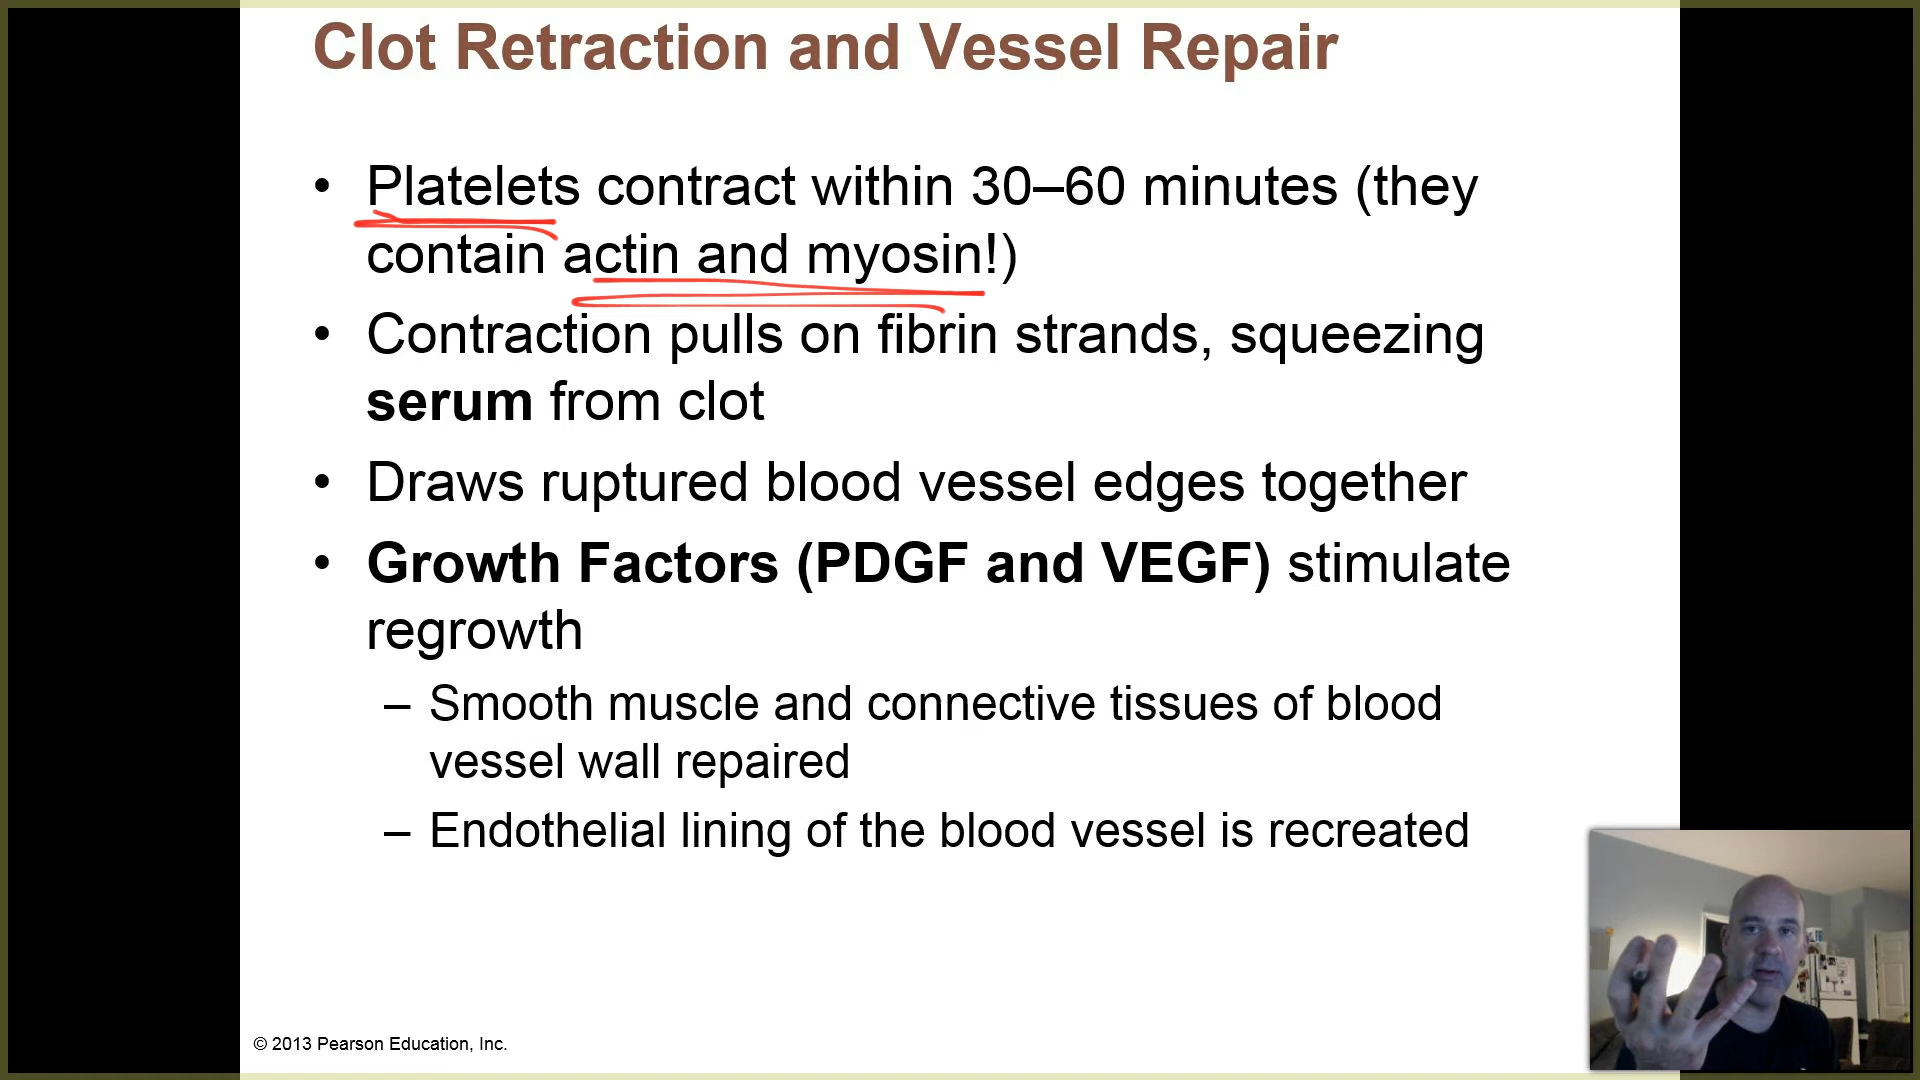 Clot Retraction and Vessel Repair
• Platelets contract within 30–60 minutes (they
contain actin and myosin!)
• Contraction pulls on fibrin strands, squeezing
serum from clot
• Draws ruptured blood vessel edges together
• Growth Factors (PDGF and VEGF) stimulate
regrowth
– Smooth muscle and connective tissues of blood
vessel wall repaired
– Endothelial lining of the blood vessel is recreated
© 2013 Pearson Education, Inc.